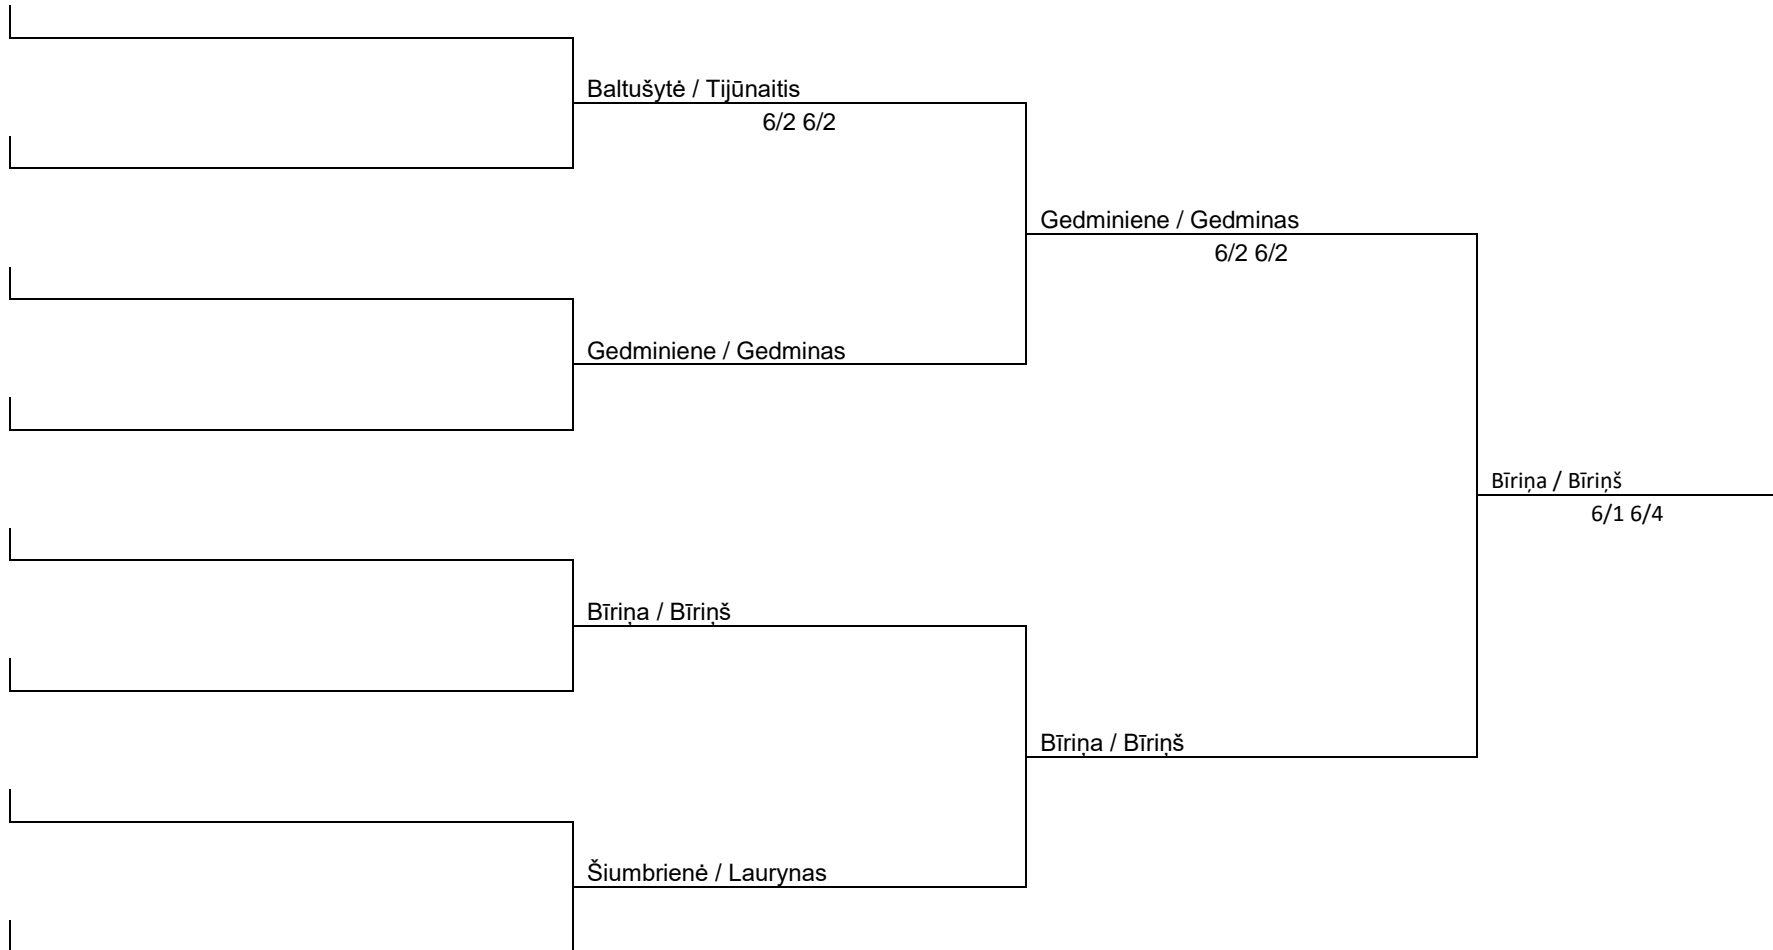 Baltušytė / Tijūnaitis
6/2 6/2
Gedminiene / Gedminas
6/2 6/2
Gedminiene / Gedminas
Bīriņa / Bīriņš
6/1 6/4
Bīriņa / Bīriņš
Bīriņa / Bīriņš
Šiumbrienė / Laurynas